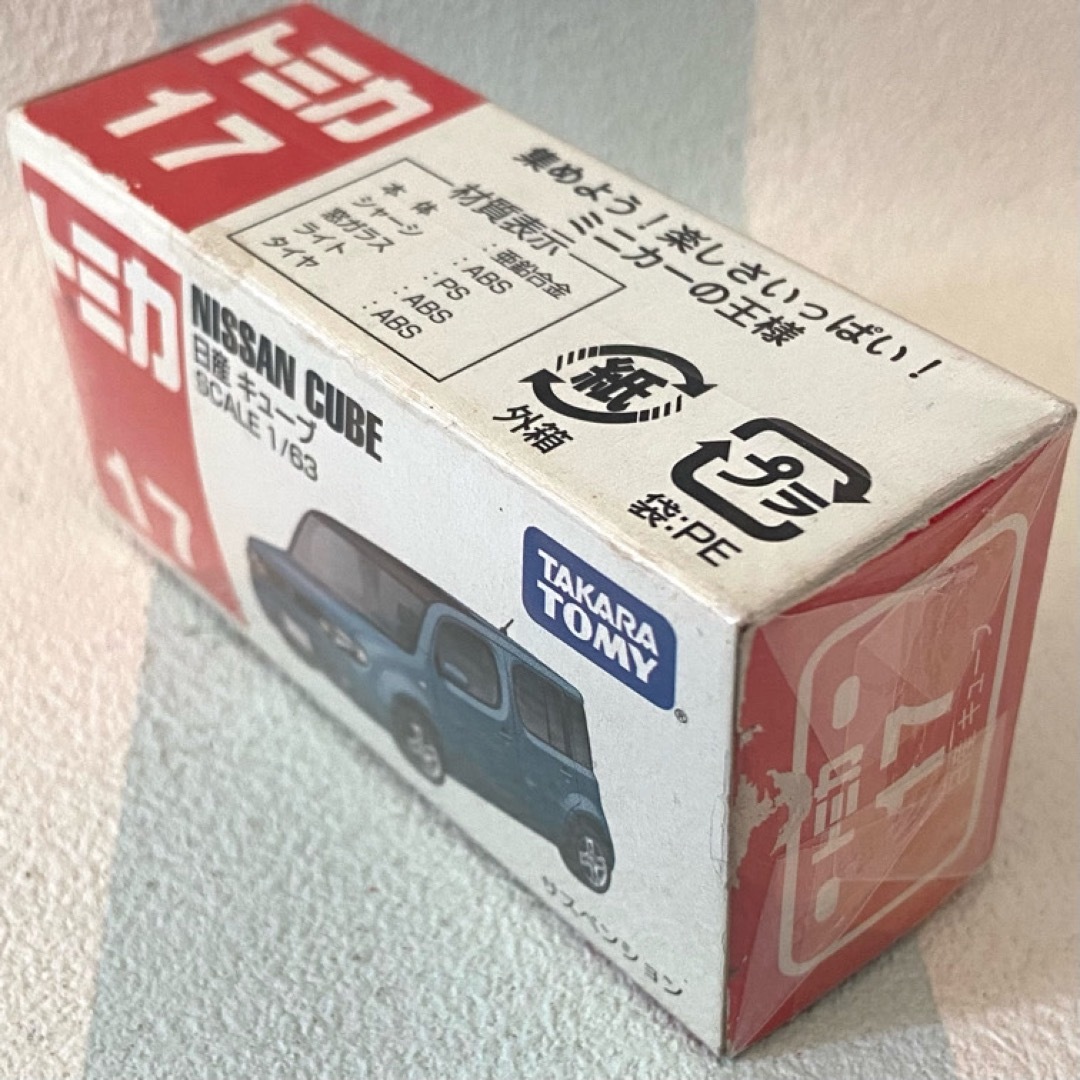 トミカ
17
材質表示
本体 :亜鉛合金
シャーシ :ABS
窓ガラス :PS
ライト :ABS
タイヤ :ABS
集めよう!楽しさいっぱい!
ミニカーの王様
紙
外箱
プラ
袋:PE
トミカ
17
NISSAN CUBE
日産 キューブ
SCALE 1/63
TAKARA
TOMY
®
サスペンション
トミカ
17